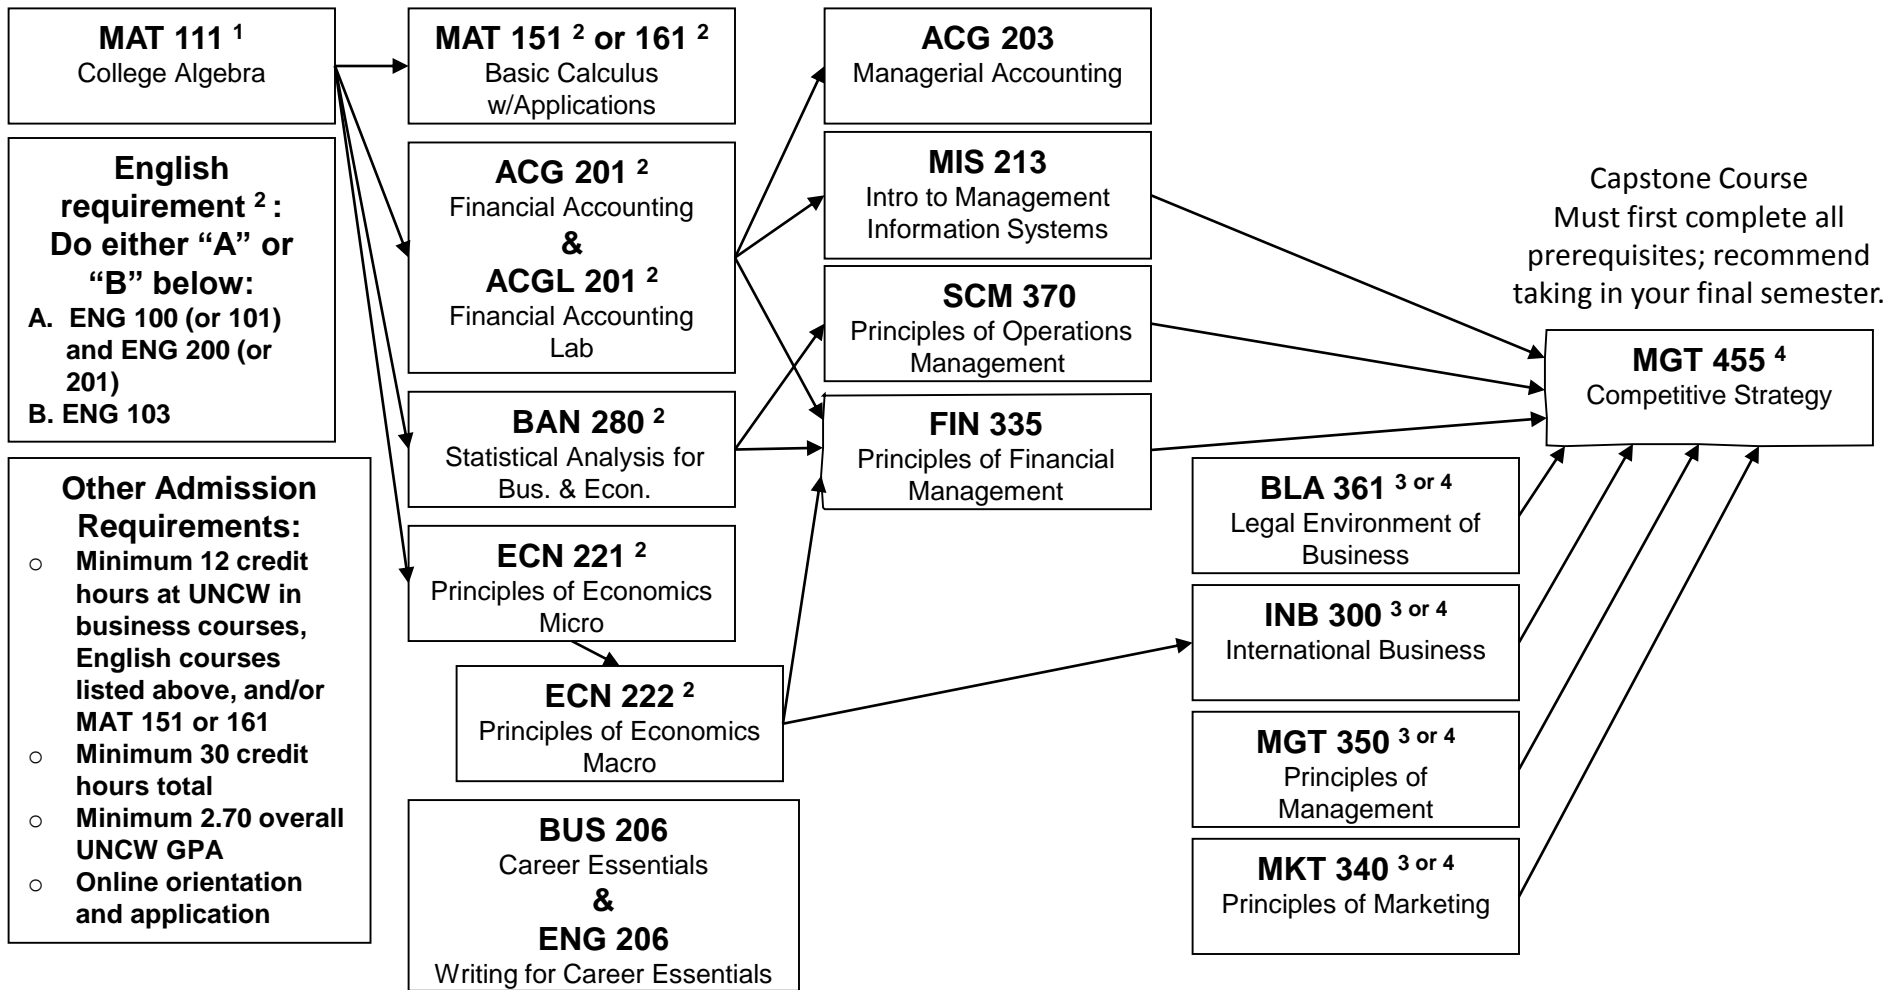 MAT 111 ¹
College Algebra
English
requirement ² :
Do either “A” or
“B” below:
A. ENG 100 (or 101)
and ENG 200 (or
201)
B. ENG 103
Other Admission
Requirements:
o Minimum 12 credit
hours at UNCW in
business courses,
English courses
listed above, and/or
MAT 151 or 161
o Minimum 30 credit
hours total
o Minimum 2.70 overall
UNCW GPA
o Online orientation
and application
MAT 151 ² or 161 ²
Basic Calculus
w/Applications
ACG 201 ²
Financial Accounting
&
ACGL 201 ²
Financial Accounting
Lab
BAN 280 ²
Statistical Analysis for
Bus. & Econ.
ECN 221 ²
Principles of Economics
Micro
ECN 222 ²
Principles of Economics
Macro
BUS 206
Career Essentials
&
ENG 206
Writing for Career Essentials
ACG 203
Managerial Accounting
MIS 213
Intro to Management
Information Systems
SCM 370
Principles of Operations
Management
FIN 335
Principles of Financial
Management
BLA 361 ³ ᵒʳ ⁴
Legal Environment of
Business
INB 300 ³ ᵒʳ ⁴
International Business
MGT 350 ³ ᵒʳ ⁴
Principles of
Management
MKT 340 ³ ᵒʳ ⁴
Principles of Marketing
Capstone Course
Must first complete all
prerequisites; recommend
taking in your final semester.
MGT 455 ⁴
Competitive Strategy